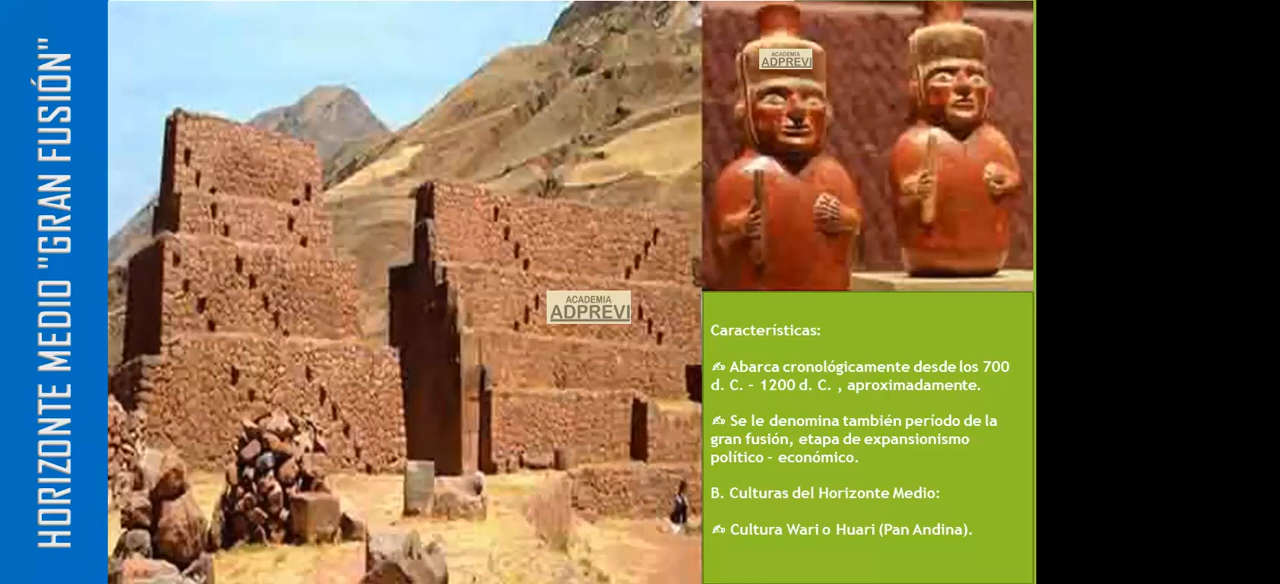 HORIZONTE MEDIO "GRAN FUSIÓN"
ACADEMIA
ADPREVI
ACADEMIA
ADPREVI
Características:
✍ Abarca cronológicamente desde los 700
d. C. – 1200 d. C. , aproximadamente.
✍ Se le denomina también período de la
gran fusión, etapa de expansionismo
político – económico.
B. Culturas del Horizonte Medio:
✍ Cultura Wari o Huari (Pan Andina).